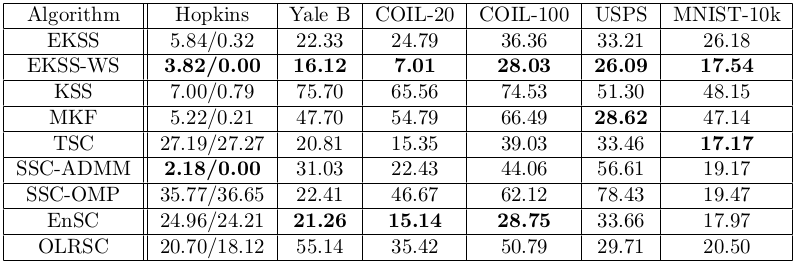 Algorithm Hopkins Yale B COIL-20 COIL-100 USPS MNIST-10k
EKSS 5.84/0.32 22.33 24.79 36.36 33.21 26.18
EKSS-WS 3.82/0.00 16.12 7.01 28.03 26.09 17.54
KSS 7.00/0.79 75.70 65.56 74.53 51.30 48.15
MKF 5.22/0.21 47.70 54.79 66.49 28.62 47.14
TSC 27.19/27.27 20.81 15.35 39.03 33.46 17.17
SSC-ADMM 2.18/0.00 31.03 22.43 44.06 56.61 19.17
SSC-OMP 35.77/36.65 22.41 46.67 62.12 78.43 19.47
EnSC 24.96/24.21 21.26 15.14 28.75 33.66 17.97
OLRSC 20.70/18.12 55.14 35.42 50.79 29.71 20.50